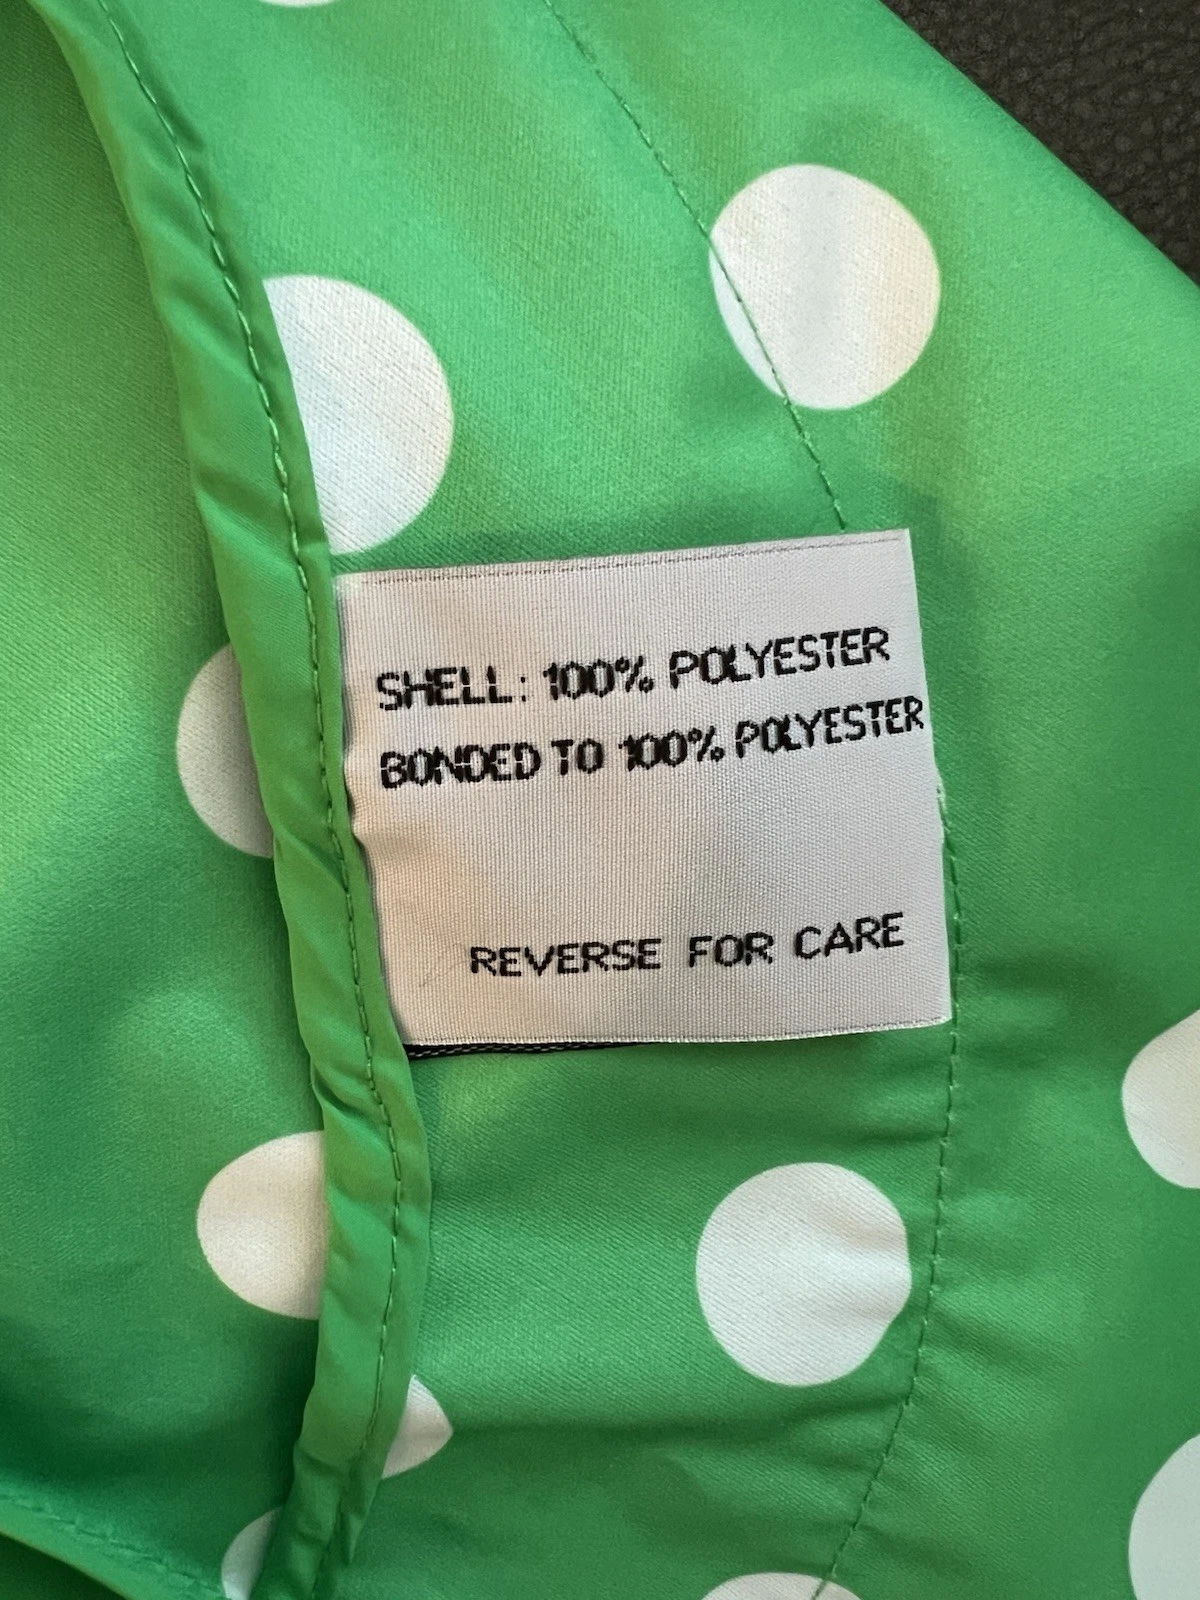 SHELL: 100% POLYESTER
BONDED TO 100% POLYESTER
REVERSE FOR CARE